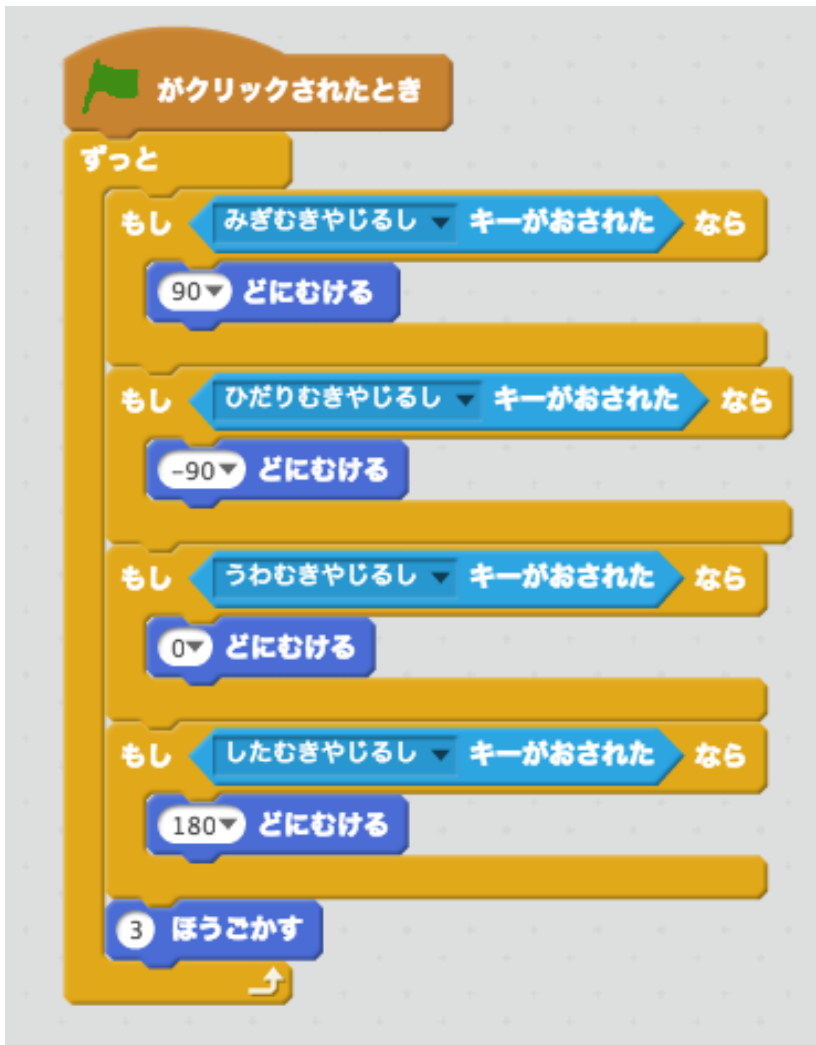 がクリックされたとき
ずっと
もし みぎむきやじるし キーがおされた なら
90 どにむける
もし ひだりむきやじるし キーがおされた なら
-90 どにむける
もし うわむきやじるし キーがおされた なら
0 どにむける
もし したむきやじるし キーがおされた なら
180 どにむける
3 ほうごかす